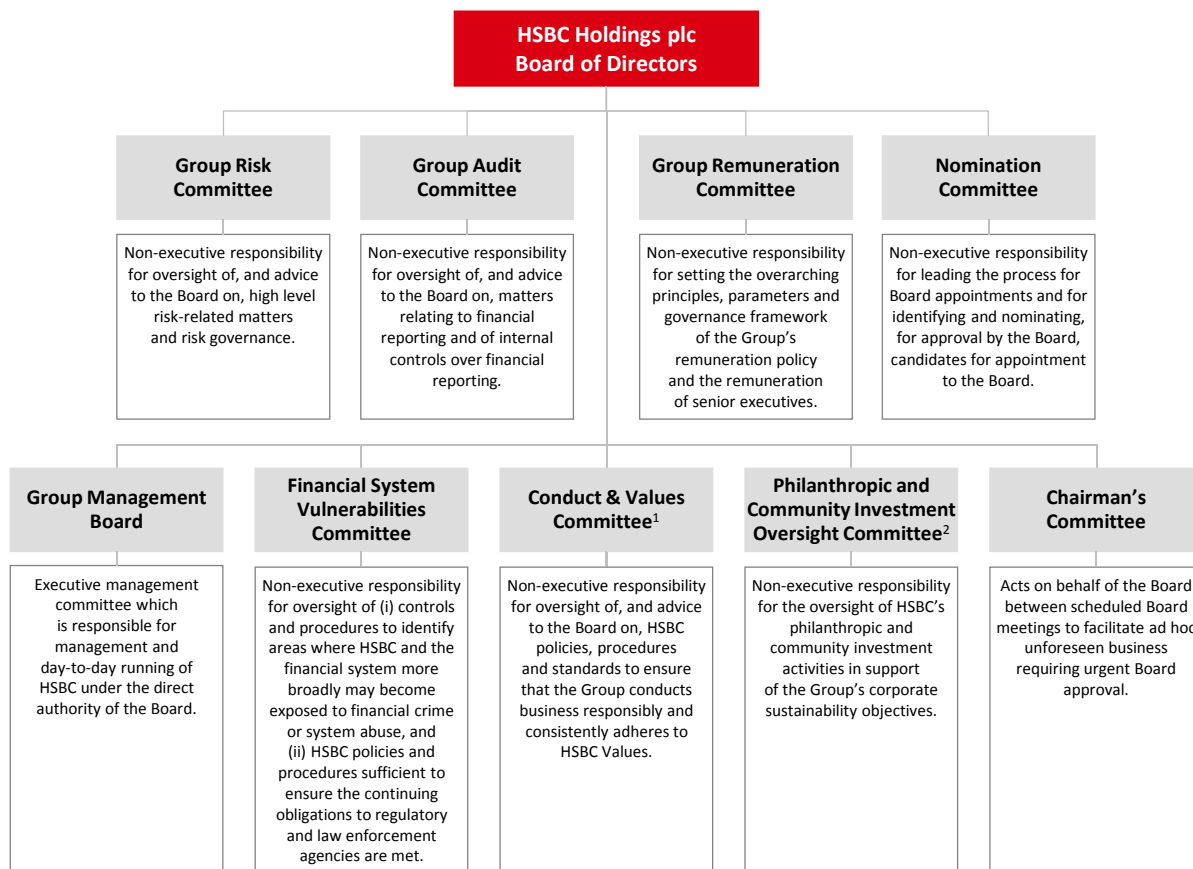 HSBC Holdings plc
Board of Directors
Group Risk
Committee
Group Audit
Committee
Group Remuneration
Committee
Nomination
Committee
Non-executive responsibility
for oversight of, and advice
to the Board on, high level
risk-related matters
and risk governance.
Non-executive responsibility
for oversight of, and advice
to the Board on, matters
relating to financial
reporting and of internal
controls over financial
reporting.
Non-executive responsibility
for setting the overarching
principles, parameters and
governance framework
of the Group's
remuneration policy
and the remuneration
of senior executives.
Non-executive responsibility
for leading the process for
Board appointments and for
identifying and nominating,
for approval by the Board,
candidates for appointment
to the Board.
Group Management
Board
Financial System
Vulnerabilities
Committee
Conduct & Values
Committee¹
Philanthropic and
Community Investment
Oversight Committee²
Chairman's
Committee
Executive management
committee which
is responsible for
management and
day-to-day running of
HSBC under the direct
authority of the Board.
Non-executive responsibility
for oversight of (i) controls
and procedures to identify
areas where HSBC and the
financial system more
broadly may become
exposed to financial crime
or system abuse, and
(ii) HSBC policies and
procedures sufficient to
ensure the continuing
obligations to regulatory
and law enforcement
agencies are met.
Non-executive responsibility
for oversight of, and advice
to the Board on, HSBC
policies, procedures
and standards to ensure
that the Group conducts
business responsibly and
consistently adheres to
HSBC Values.
Non-executive responsibility
for the oversight of HSBC's
philanthropic and
community investment
activities in support
of the Group's corporate
sustainability objectives.
Acts on behalf of the Board
between scheduled Board
meetings to facilitate ad hoc
unforeseen business
requiring urgent Board
approval.